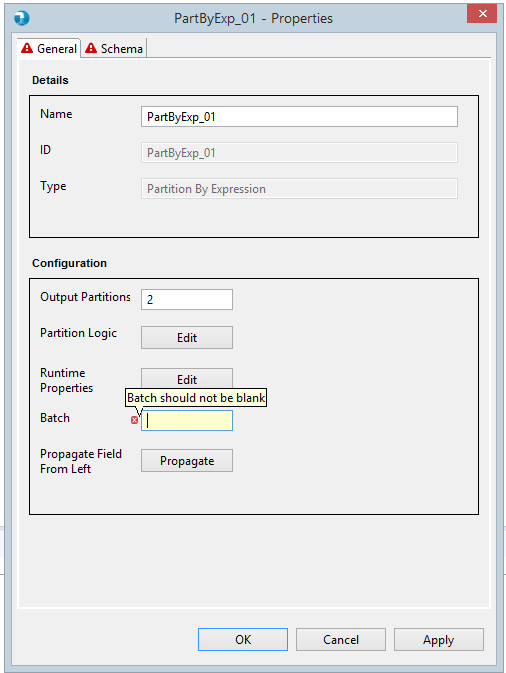 PartByExp_01 - Properties
General
Schema
Details
Name
PartByExp_01
ID
PartByExp_01
Type
Partition By Expression
Configuration
Output Partitions
2
Partition Logic
Edit
Runtime
Properties
Edit
Batch should not be blank
Batch
Propagate Field
From Left
Propagate
OK
Cancel
Apply